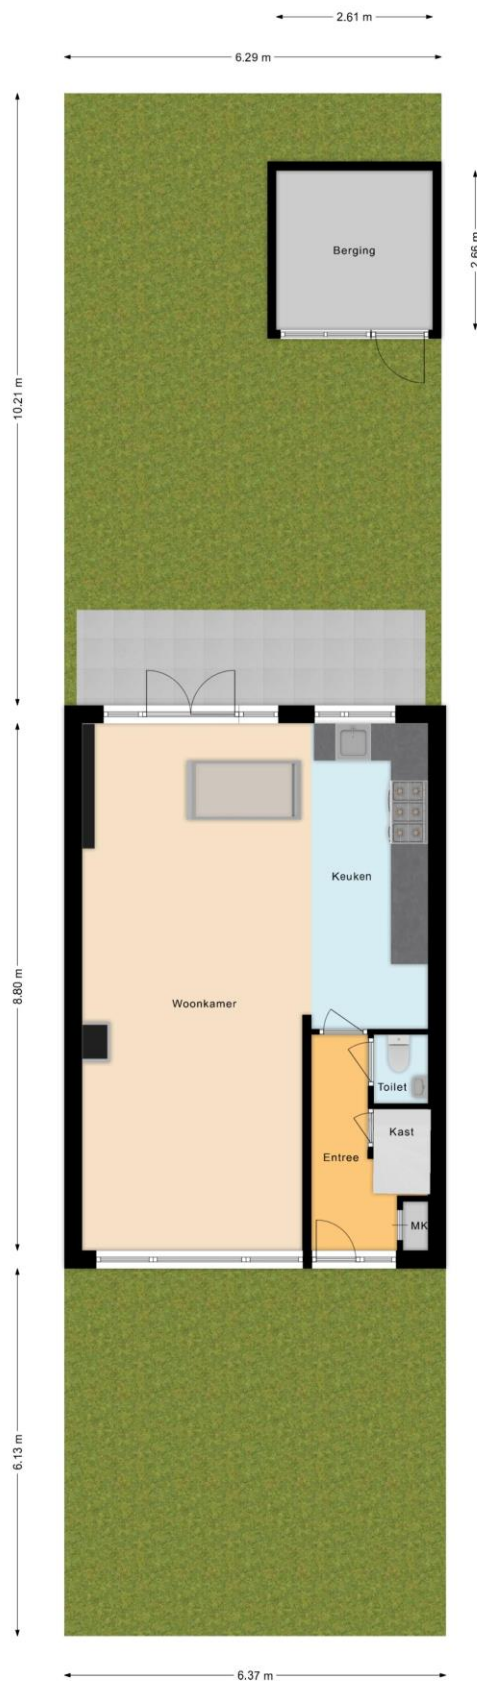 2.61 m
6.29 m
Berging
2.66 m
10.21 m
Keuken
8.80 m
Woonkamer
Toilet
Kast
Entree
MK
6.13 m
6.37 m